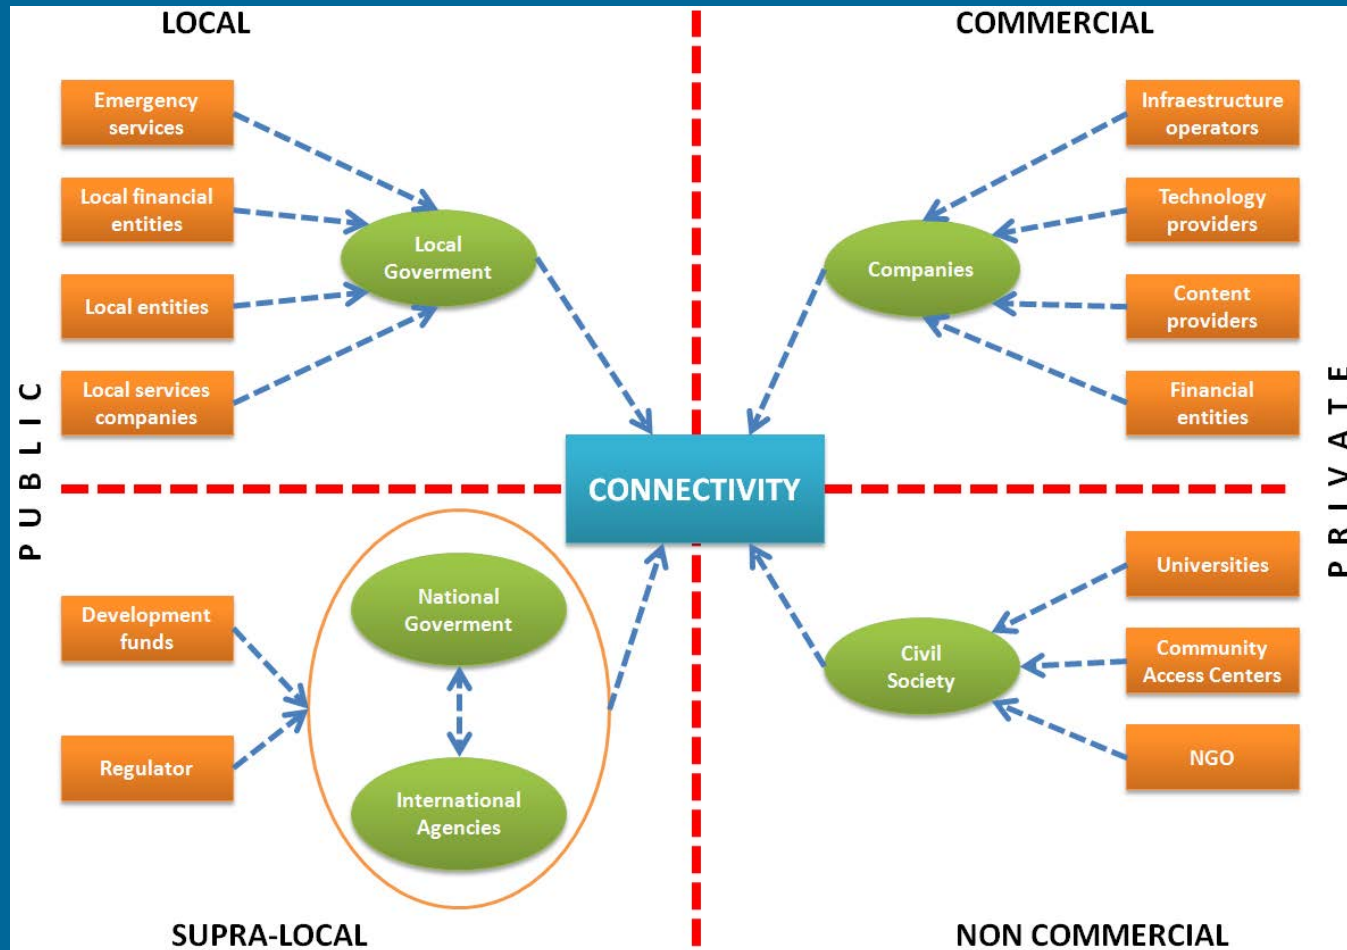 LOCAL
COMMERCIAL
Emergency
services
Local financial
entities
Local entities
Local services
companies
Local
Goverment
Infraestructure
operators
Technology
providers
Content
providers
Financial
entities
Companies
PUBLIC
PRIVATE
CONNECTIVITY
Development
funds
Regulator
National
Goverment
International
Agencies
Civil
Society
Universities
Community
Access Centers
NGO
SUPRA-LOCAL
NON COMMERCIAL